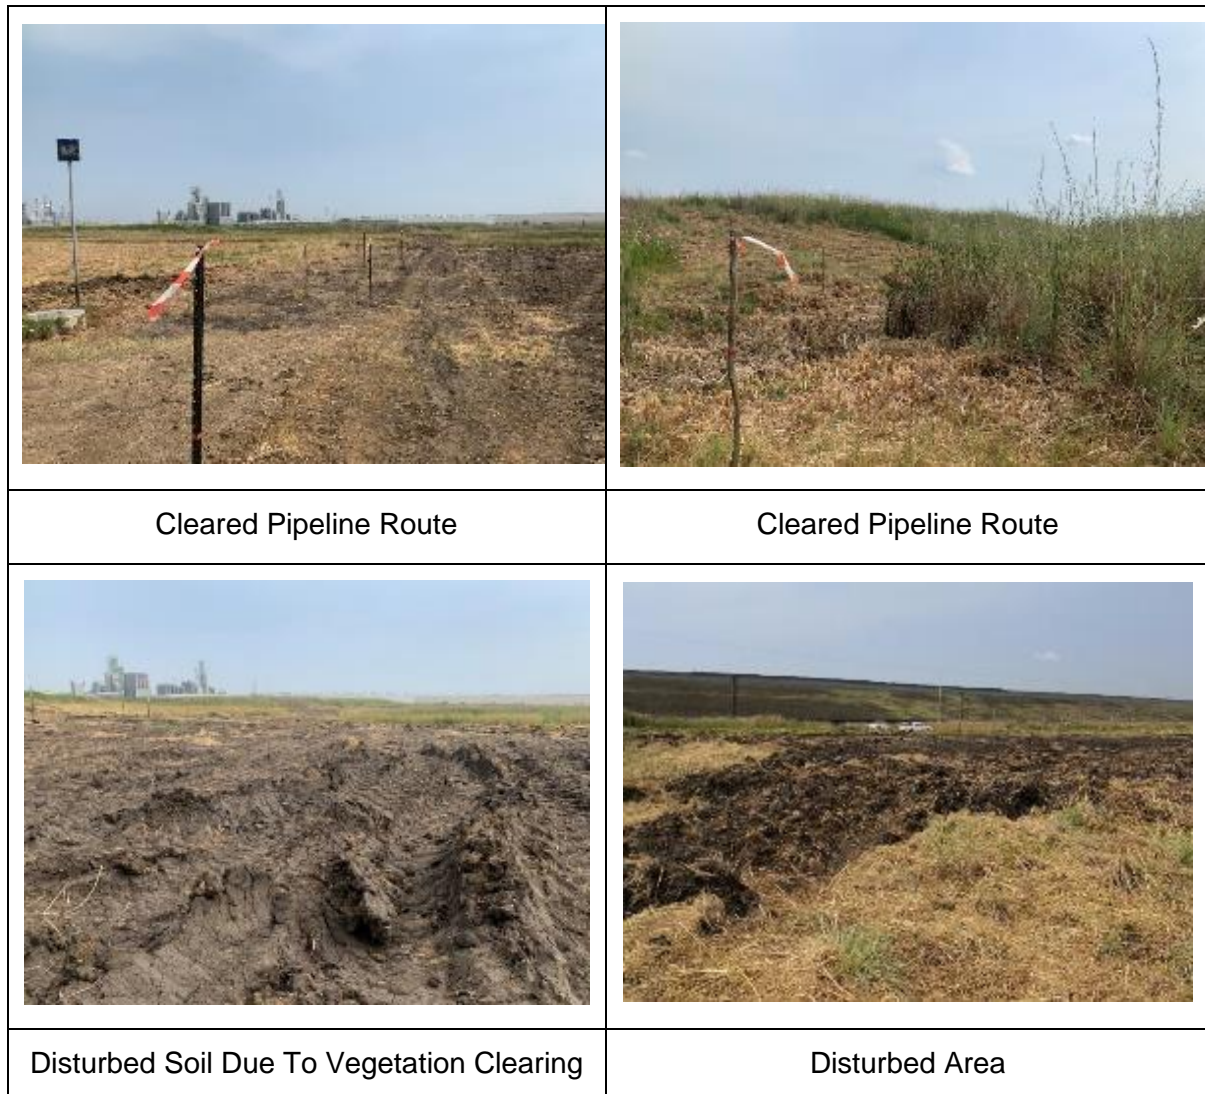 Cleared Pipeline Route
Cleared Pipeline Route
Disturbed Soil Due To Vegetation Clearing
Disturbed Area